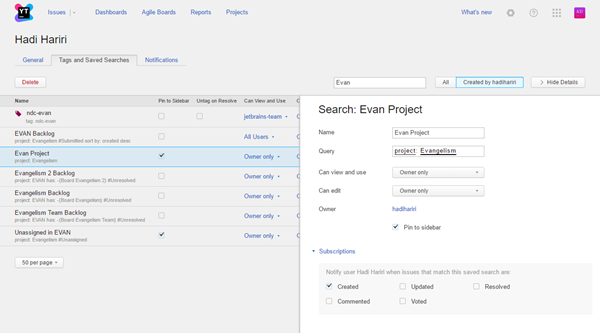 YT
Issues
Dashboards
Agile Boards
Reports
Projects
What's new
Hadi Hariri
General
Tags and Saved Searches
Notifications
Delete
Evan
All
Created by hadihariri
Hide Details
Name
Pin to Sidebar
Untag on Resolve
Can View and Use
ndc-evan
tag: ndc-evan
jetbrains-team
EVAN Backlog
project: Evangelism #Submitted sort by: created desc
All Users
Evan Project
project: Evangelism
Owner only
Evangelism 2 Backlog
project: EVAN has: -{Board Evangelism 2} #Unresolved
Owner only
Evangelism Backlog
project: EVAN has: -{Board Evangelism} #Unresolved
Owner only
Evangelism Team Backlog
project: EVAN has: -{Board Evangelism Team} #Unresolved
Owner only
Unassigned in EVAN
project: Evangelism #Unassigned
Owner only
50 per page
Search: Evan Project
Name
Evan Project
Query
project: Evangelism
Can view and use
Owner only
Can edit
Owner only
Owner
hadihariri
Pin to sidebar
Subscriptions
Notify user Hadi Hariri when issues that match this saved search are:
Created
Updated
Resolved
Commented
Voted